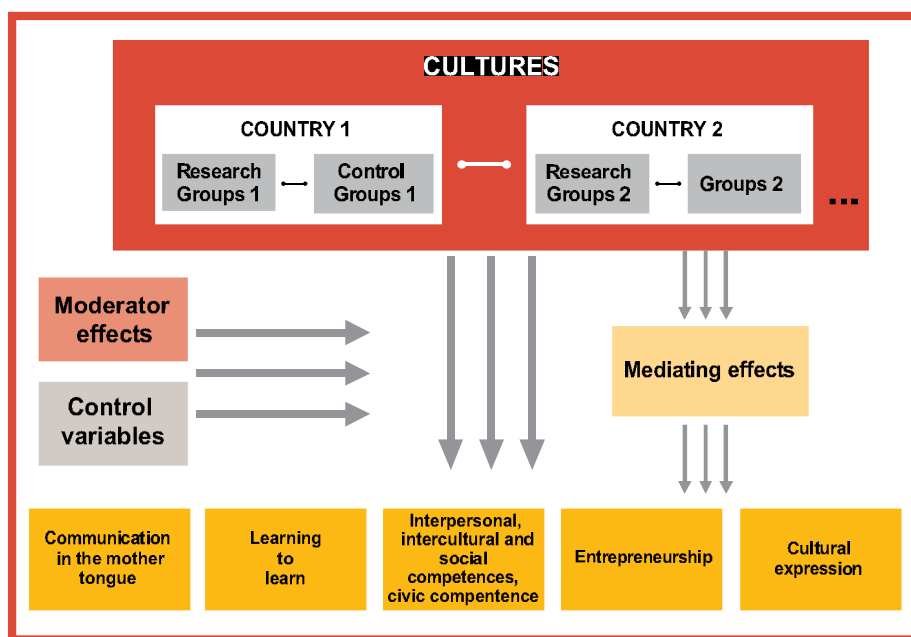 CULTURES
COUNTRY 1
Research
Groups 1
Control
Groups 1
COUNTRY 2
Research
Groups 2
Groups 2
...
Moderator
effects
Control
variables
Mediating effects
Communication
in the mother
tongue
Learning
to
learn
Interpersonal,
intercultural and
social
competences,
civic compentence
Entrepreneurship
Cultural
expression